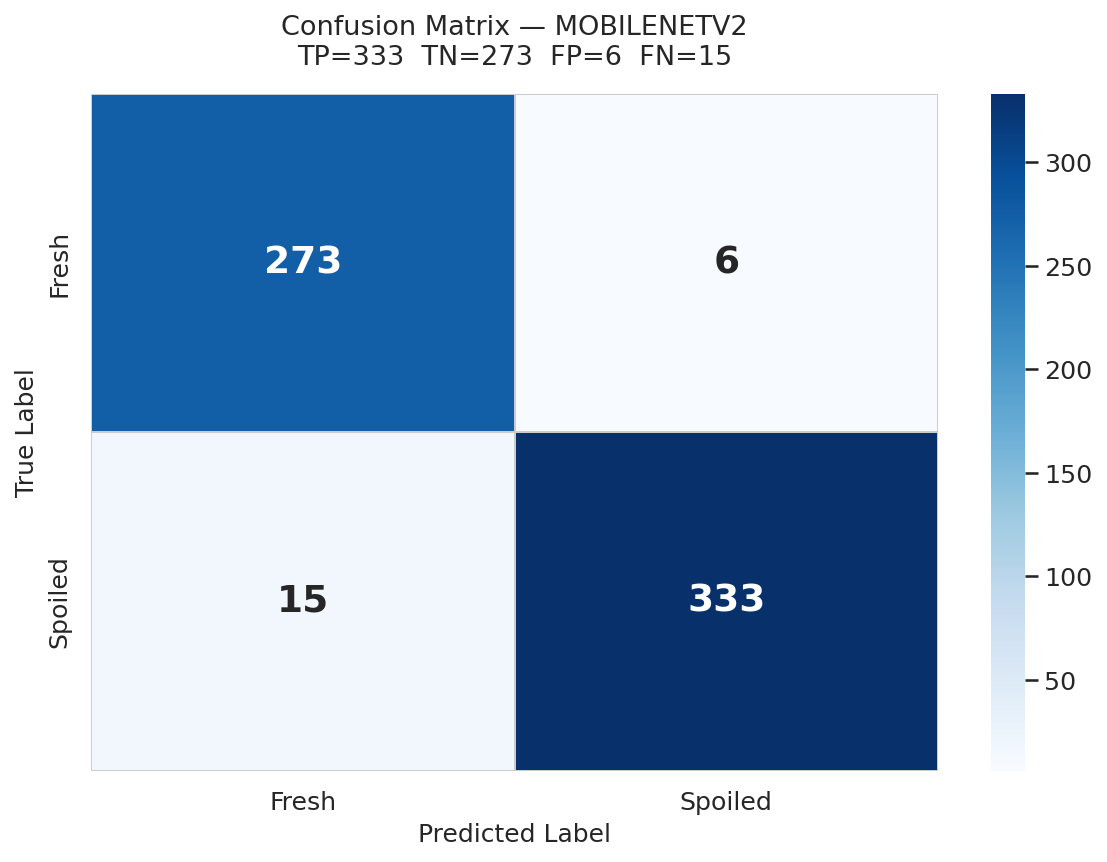 Confusion Matrix — MOBILENETV2
TP=333  TN=273  FP=6  FN=15
True Label
Fresh
273
6
Spoiled
15
333
Fresh
Spoiled
Predicted Label
300
250
200
150
100
50